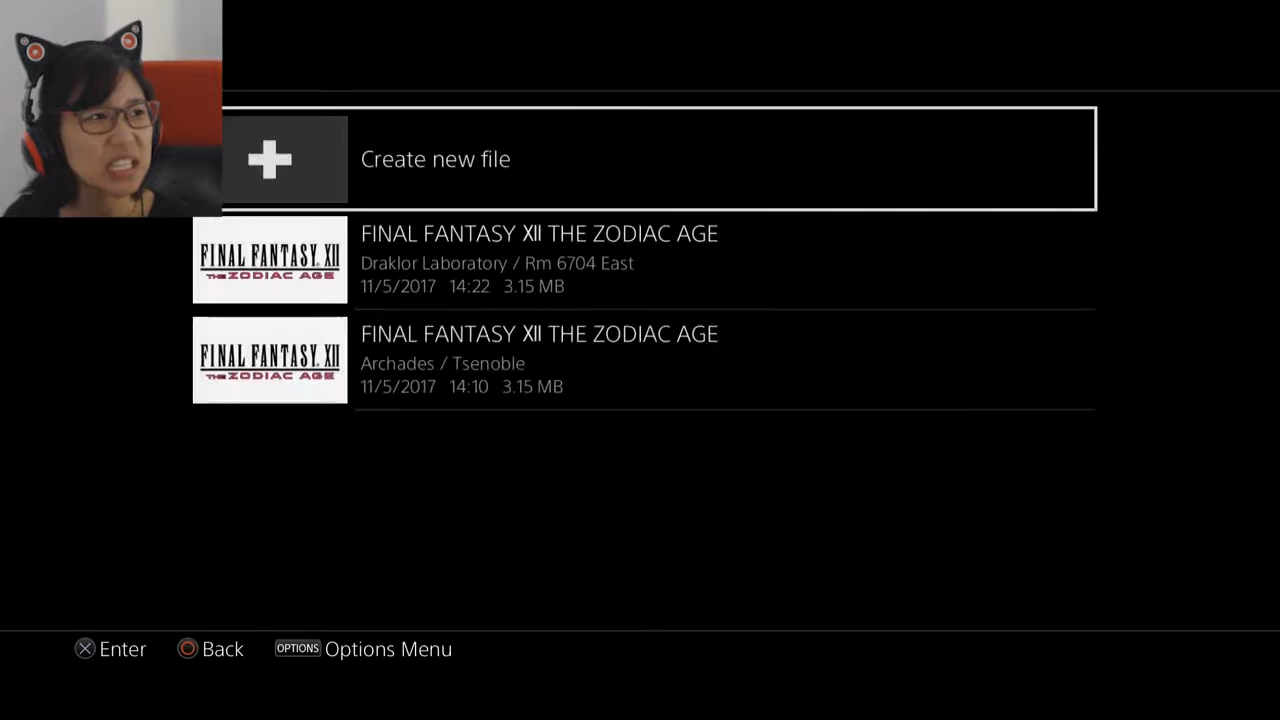 Create new file
FINAL FANTASY XII THE ZODIAC AGE
Draklor Laboratory / Rm 6704 East
11/5/2017 14:22 3.15 MB
FINAL FANTASY XII
THE ZODIAC AGE
FINAL FANTASY XII THE ZODIAC AGE
Archades / Tsenoble
11/5/2017 14:10 3.15 MB
FINAL FANTASY XII
THE ZODIAC AGE
Enter Back OPTIONS Options Menu